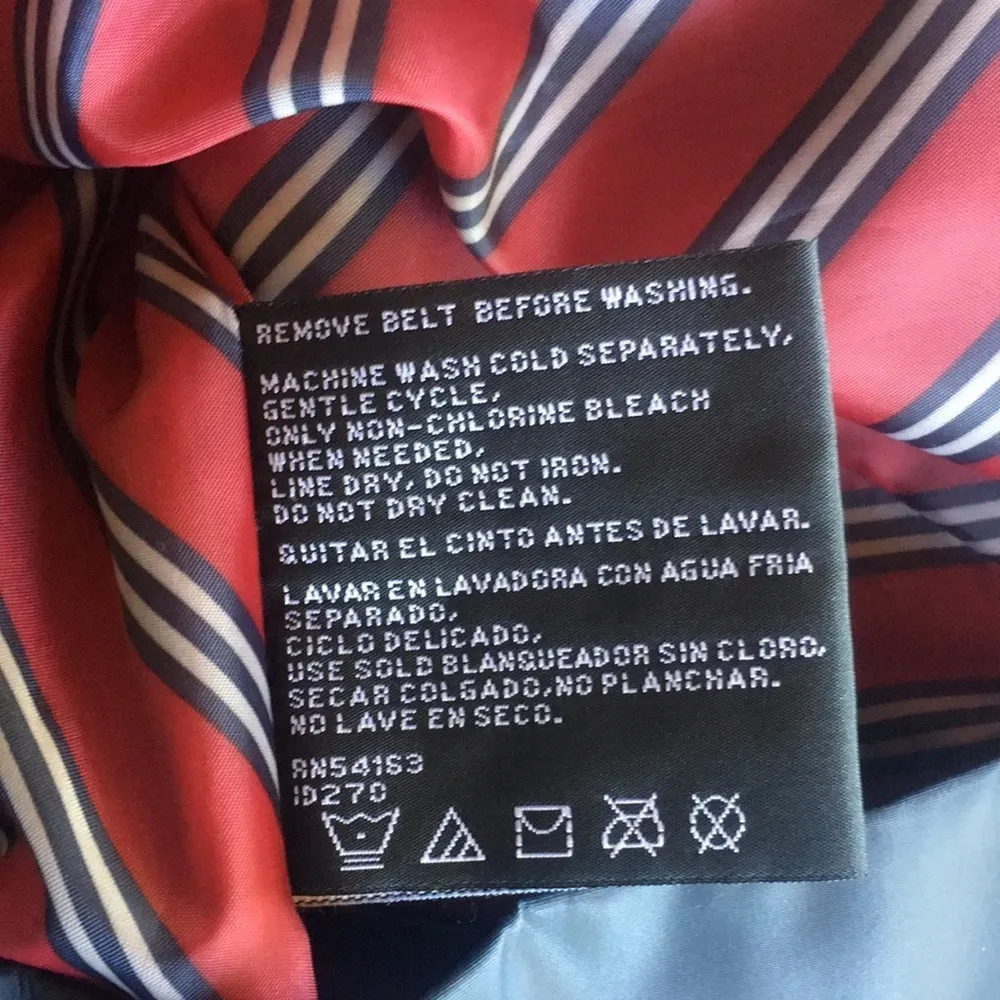 REMOVE BELT BEFORE WASHING.
MACHINE WASH COLD SEPARATELY,
GENTLE CYCLE,
ONLY NON-CHLORINE BLEACH
WHEN NEEDED,
LINE DRY, DO NOT IRON.
DO NOT DRY CLEAN.
QUITAR EL CINTO ANTES DE LAVAR.
LAVAR EN LAVADORA CON AGUA FRIA
SEPARADO,
CICLO DELICADO,
USE SOLO BLANQUEADOR SIN CLORO,
SECAR COLGADO, NO PLANCHAR.
NO LAVE EN SECO.
RN54163
ID270